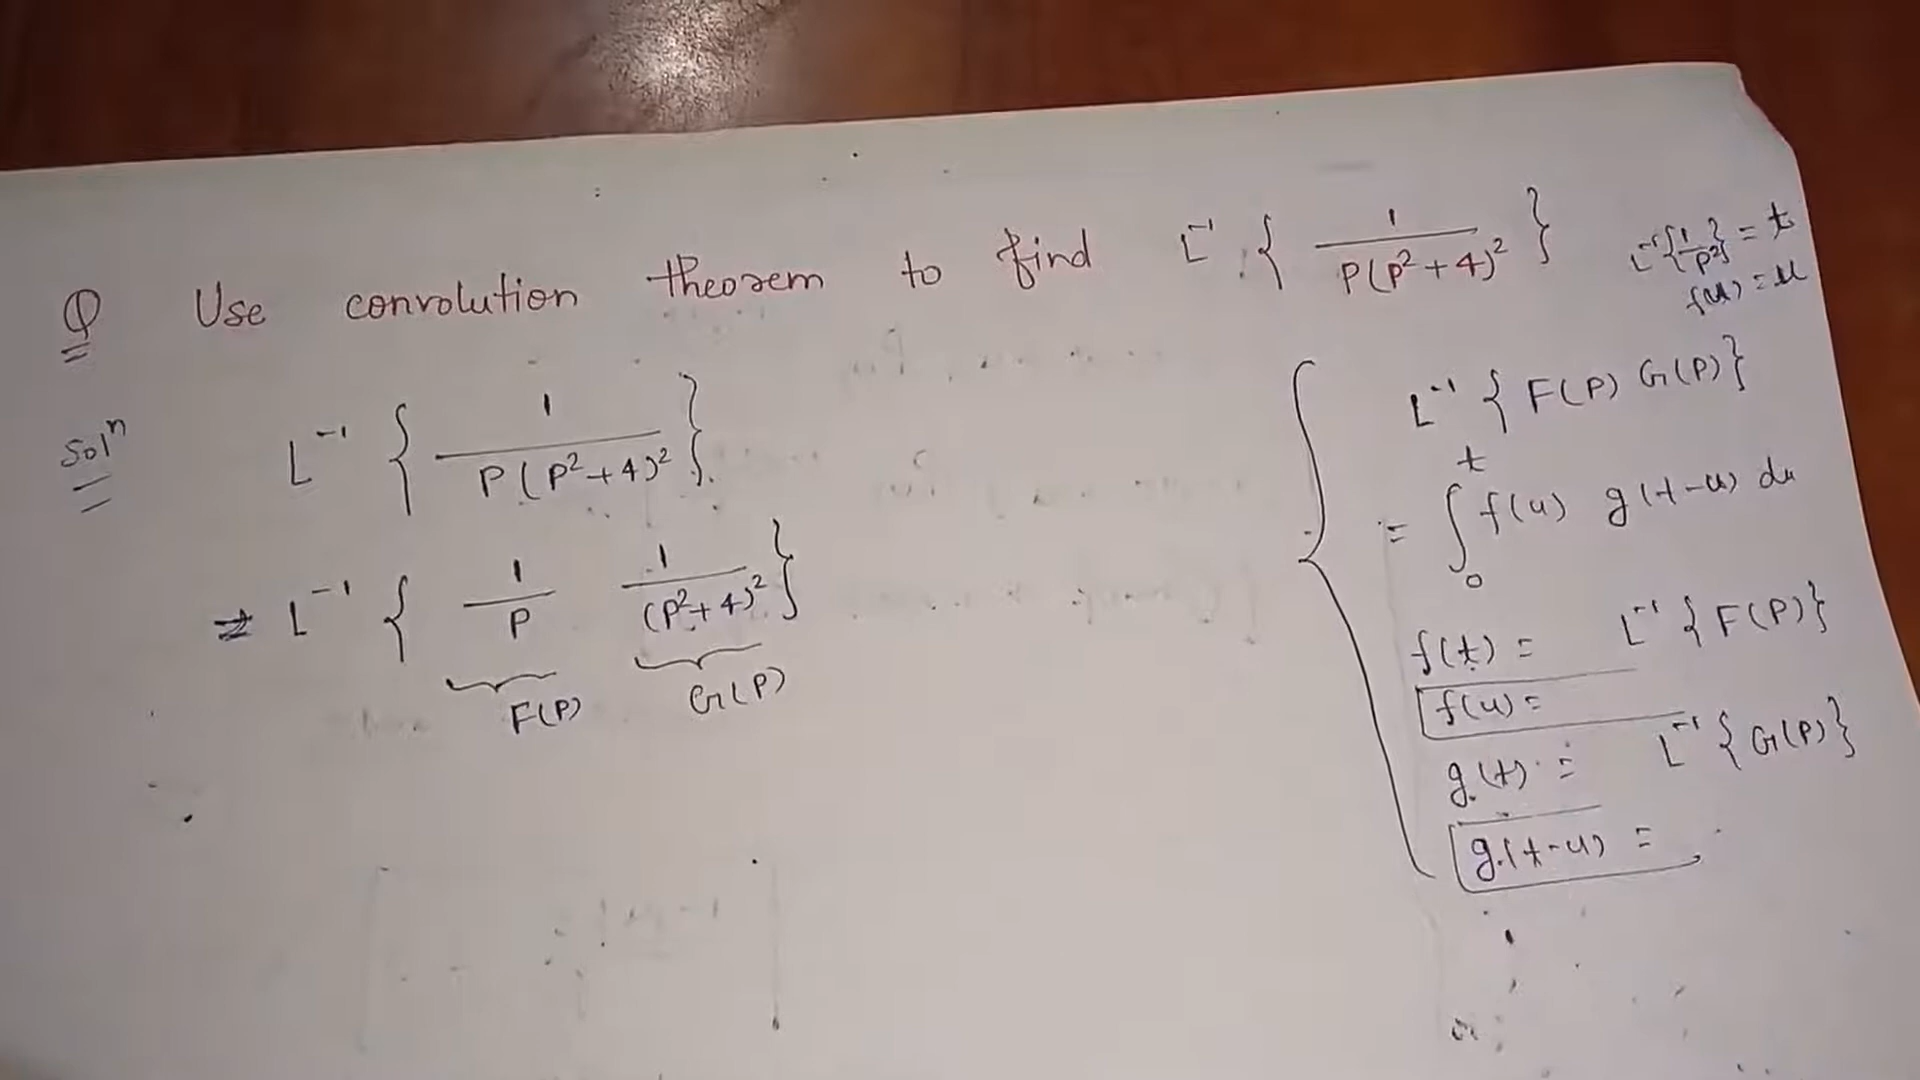 Q Use convolution theorem to find L⁻¹ { 1 / P(P²+4)² }
L⁻¹{1/P²} = t
f(u) = u
Solⁿ L⁻¹ { 1 / P(P²+4)² }
= L⁻¹ { 1/P 1/(P²+4)² }
F(P) G(P)
L⁻¹ { F(P) G(P) }
= ∫₀ᵗ f(u) g(t-u) du
f(t) = L⁻¹ { F(P) }
f(u) =
g(t) = L⁻¹ { G(P) }
g(t-u) =